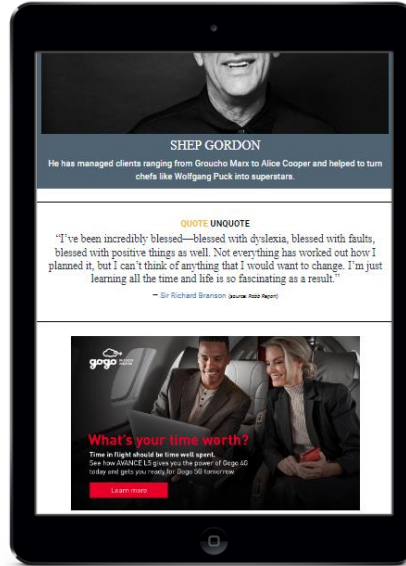 SHEP GORDON
He has managed clients ranging from Groucho Marx to Alice Cooper and helped to turn
chefs like Wolfgang Puck into superstars.
QUOTE UNQUOTE
“I’ve been incredibly blessed—blessed with dyslexia, blessed with faults,
blessed with positive things as well. Not everything has worked out how I
planned it, but I can’t think of anything that I would want to change. I’m just
learning all the time and life is so fascinating as a result.”
– Sir Richard Branson (source: Robb Report)
gogo
What's your time worth?
Time in flight should be time well spent.
See how AVANCE L5 gives you the power of Gogo 4G
today and gets you ready for Gogo 5G tomorrow
Learn more